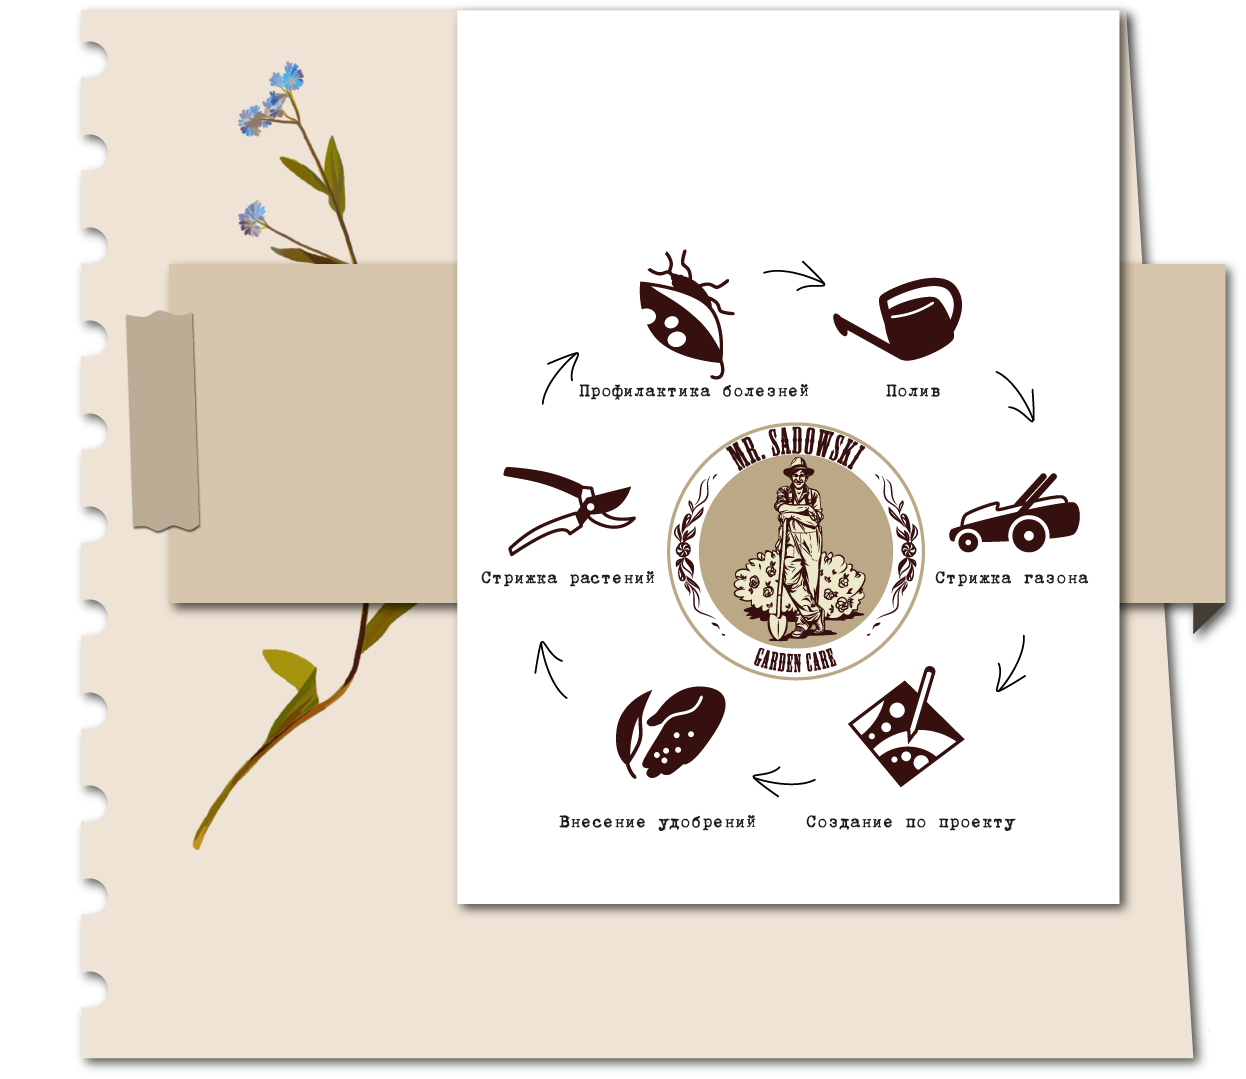 Профилактика болезней
Полив
MR. SADOWSKI
Стрижка растений
Стрижка газона
GARDEN CARE
Внесение удобрений
Создание по проекту